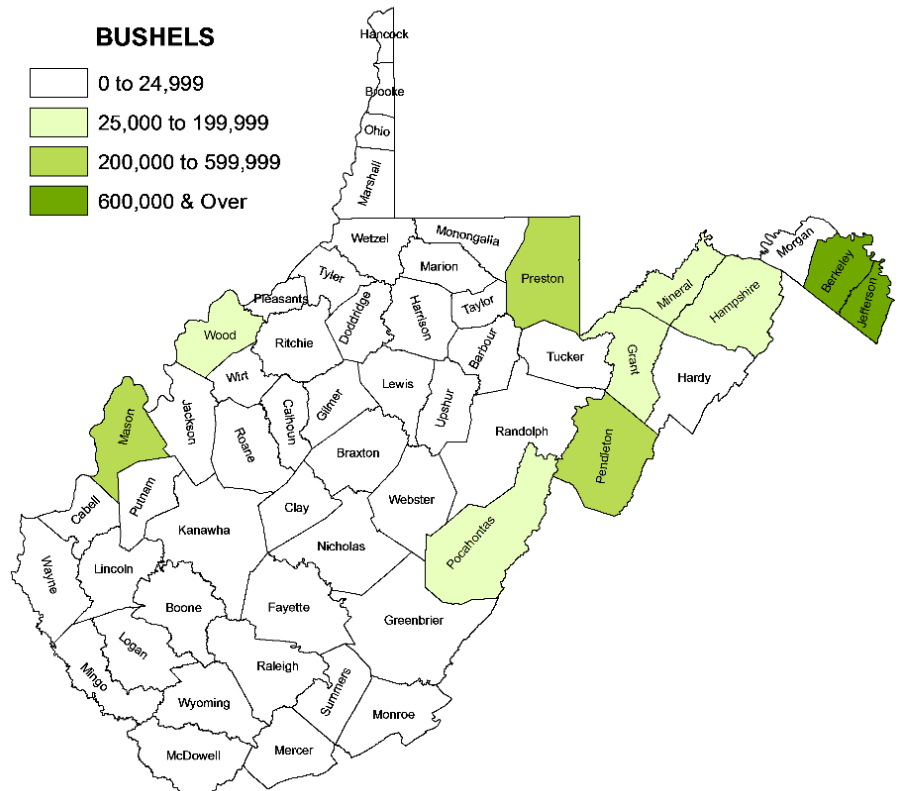 BUSHELS
0 to 24,999
25,000 to 199,999
200,000 to 599,999
600,000 & Over
Hancock
Brooke
Ohio
Marshall
Wetzel
Monongalia
Marion
Preston
Morgan
Berkeley
Jefferson
Tyler
Pleasants
Doddridge
Harrison
Taylor
Mineral
Hampshire
Wood
Ritchie
Barbour
Tucker
Grant
Hardy
Wirt
Lewis
Gilmer
Calhoun
Upshur
Mason
Jackson
Roane
Randolph
Braxton
Pendleton
Cabell
Putnam
Clay
Webster
Kanawha
Nicholas
Pocahontas
Wayne
Lincoln
Boone
Fayette
Greenbrier
Logan
Mingo
Raleigh
Summers
Wyoming
Monroe
McDowell
Mercer